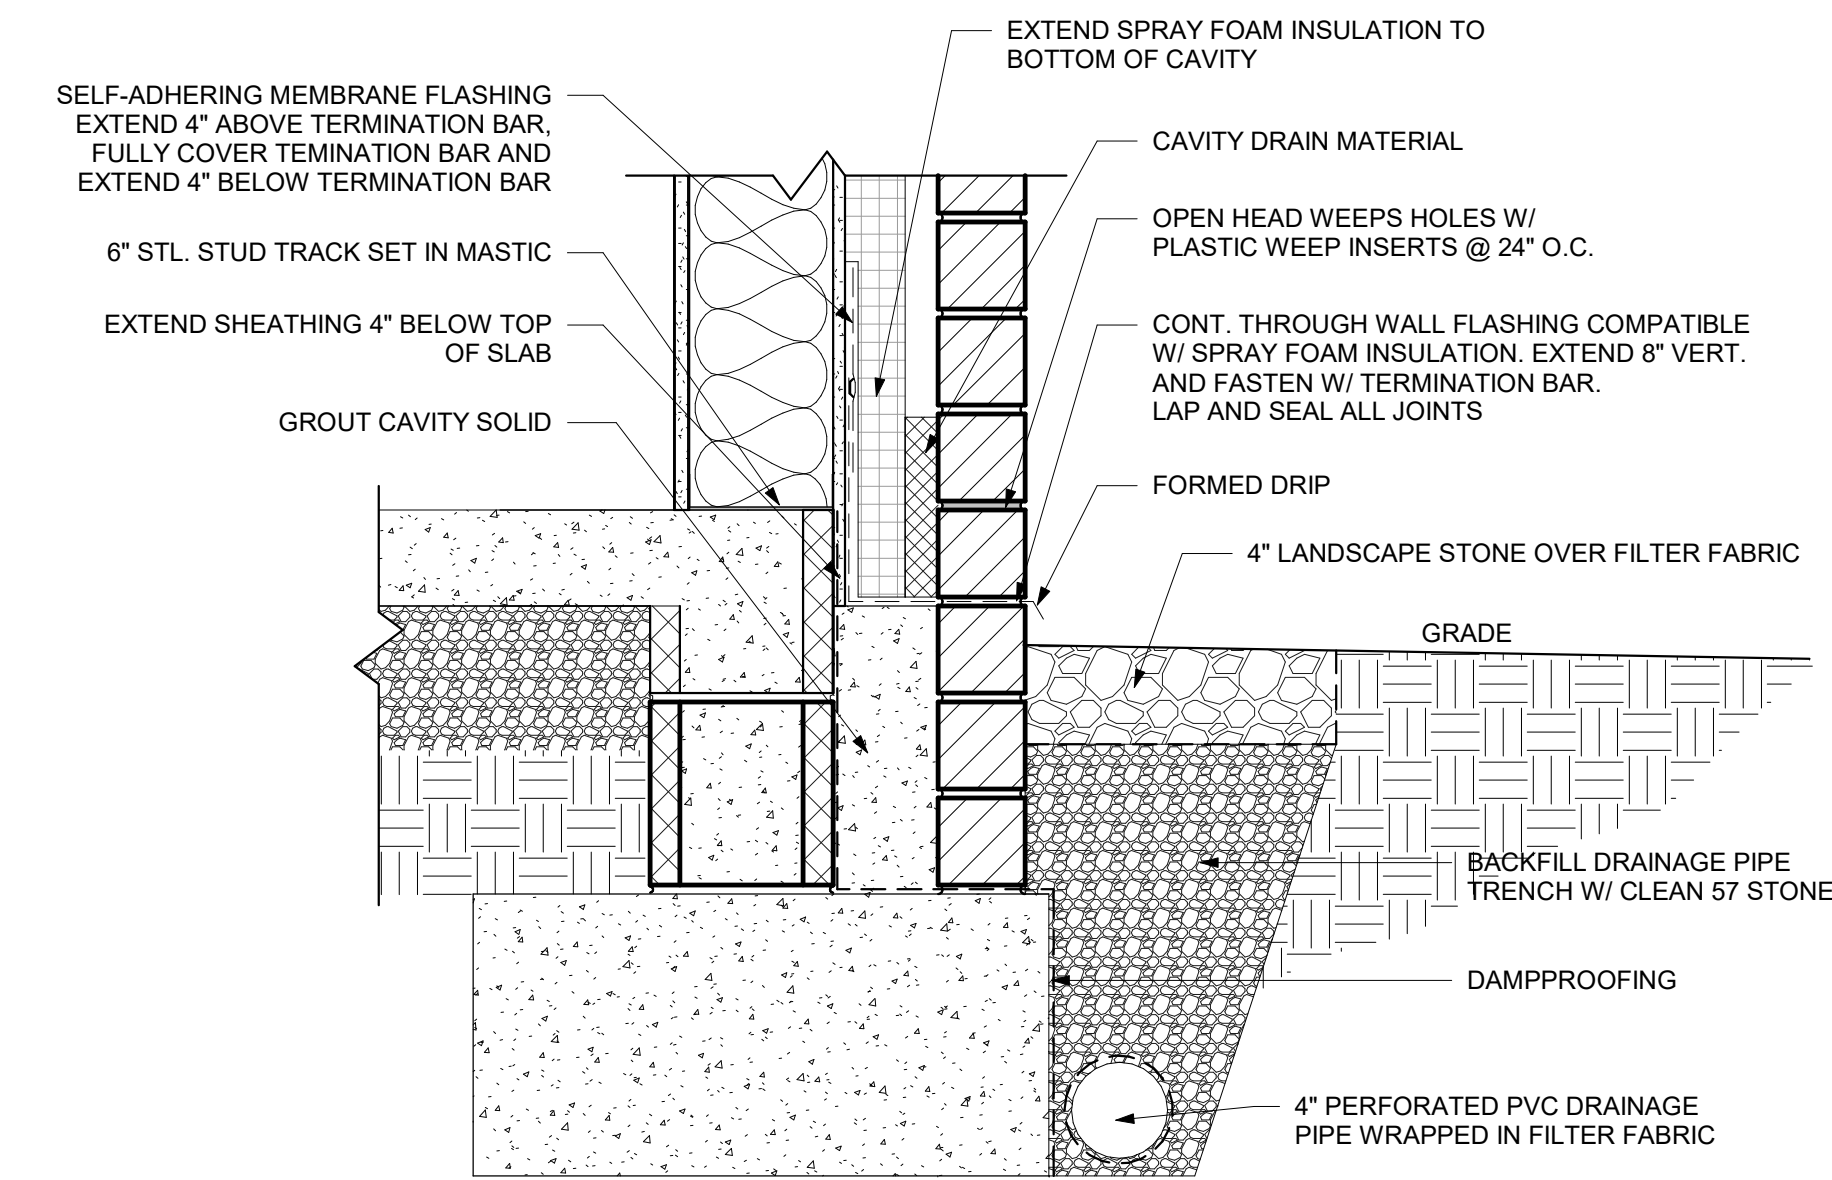 EXTEND SPRAY FOAM INSULATION TO
BOTTOM OF CAVITY
SELF-ADHERING MEMBRANE FLASHING
EXTEND 4" ABOVE TERMINATION BAR,
FULLY COVER TEMINATION BAR AND
EXTEND 4" BELOW TERMINATION BAR
6" STL. STUD TRACK SET IN MASTIC
EXTEND SHEATHING 4" BELOW TOP
OF SLAB
GROUT CAVITY SOLID
CAVITY DRAIN MATERIAL
OPEN HEAD WEEPS HOLES W/
PLASTIC WEEP INSERTS @ 24" O.C.
CONT. THROUGH WALL FLASHING COMPATIBLE
W/ SPRAY FOAM INSULATION. EXTEND 8" VERT.
AND FASTEN W/ TERMINATION BAR.
LAP AND SEAL ALL JOINTS
FORMED DRIP
4" LANDSCAPE STONE OVER FILTER FABRIC
GRADE
BACKFILL DRAINAGE PIPE
TRENCH W/ CLEAN 57 STONE
DAMPPROOFING
4" PERFORATED PVC DRAINAGE
PIPE WRAPPED IN FILTER FABRIC